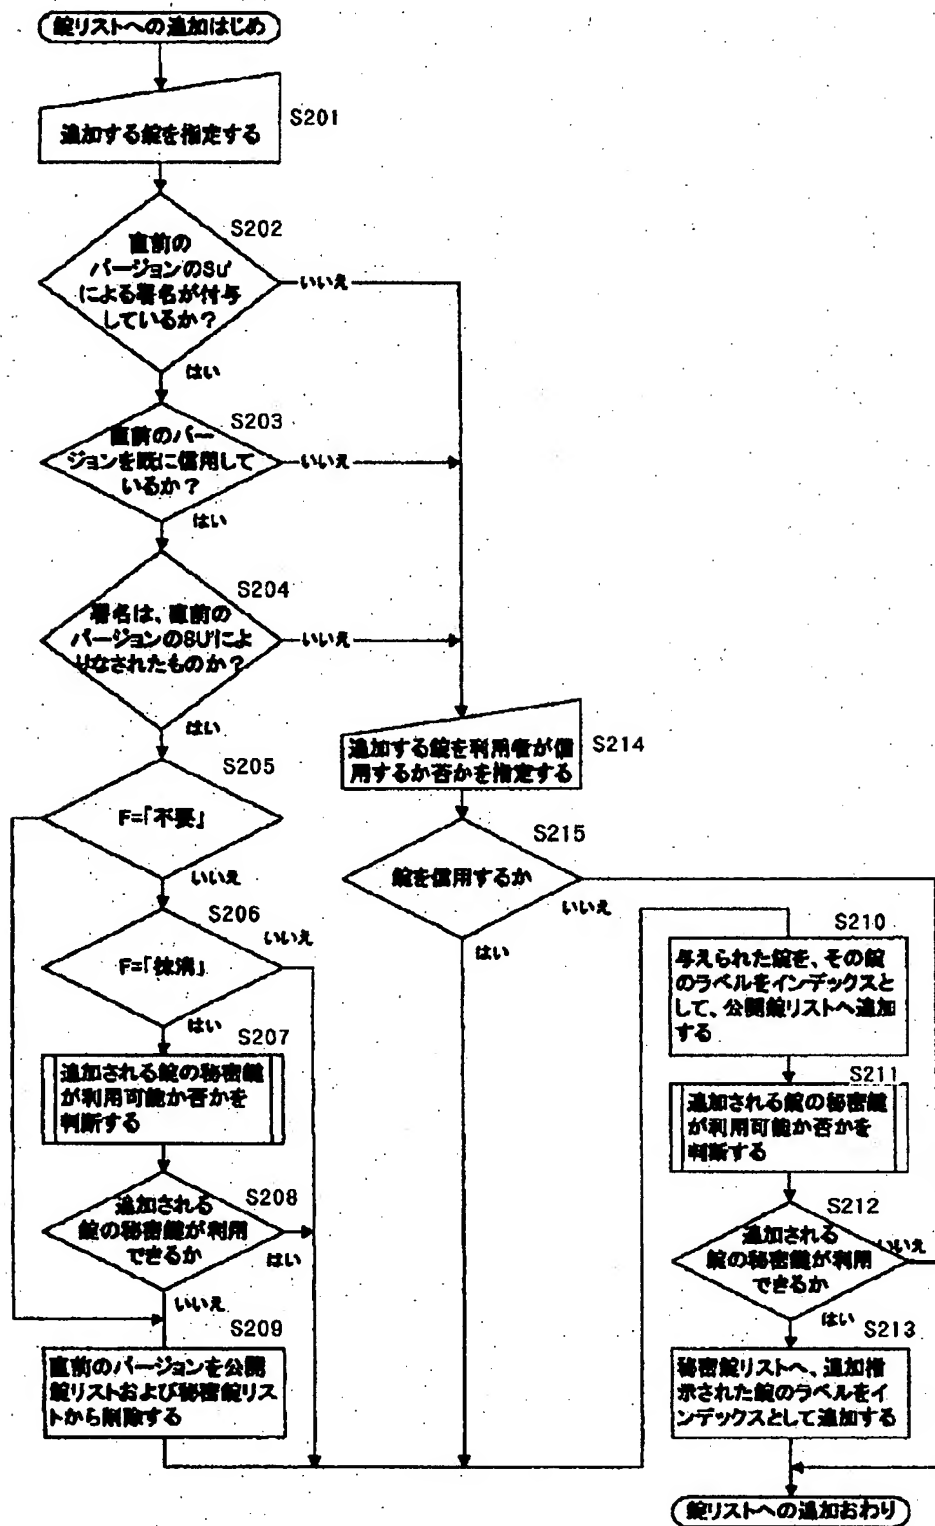 錠リストへの追加はじめ
S201
追加する錠を指定する
S202
直前の
バージョンのSu'
による署名が付与
しているか？
いいえ
はい
S203
直前のバー
ジョンを既に信用して
いるか？
いいえ
はい
S204
署名は、直前の
バージョンのSU'によ
りなされたものか？
いいえ
はい
S205
F=「不要」
いいえ
S206
F=「抹消」
いいえ
はい
S207
追加される錠の秘密鍵
が利用可能か否かを
判断する
S208
追加される
錠の秘密鍵が利用
できるか
はい
いいえ
S209
直前のバージョンを公開
錠リストおよび秘密錠リス
トから削除する
S214
追加する錠を利用者が信
用するか否かを指定する
S215
錠を信用するか
いいえ
はい
S210
与えられた錠を、その錠
のラベルをインデックスと
して、公開錠リストへ追加
する
S211
追加される錠の秘密鍵
が利用可能か否かを
判断する
S212
追加される
錠の秘密鍵が利用
できるか
いいえ
はい
S213
秘密錠リストへ、追加指
示された錠のラベルをイ
ンデックスとして追加する
錠リストへの追加おわり